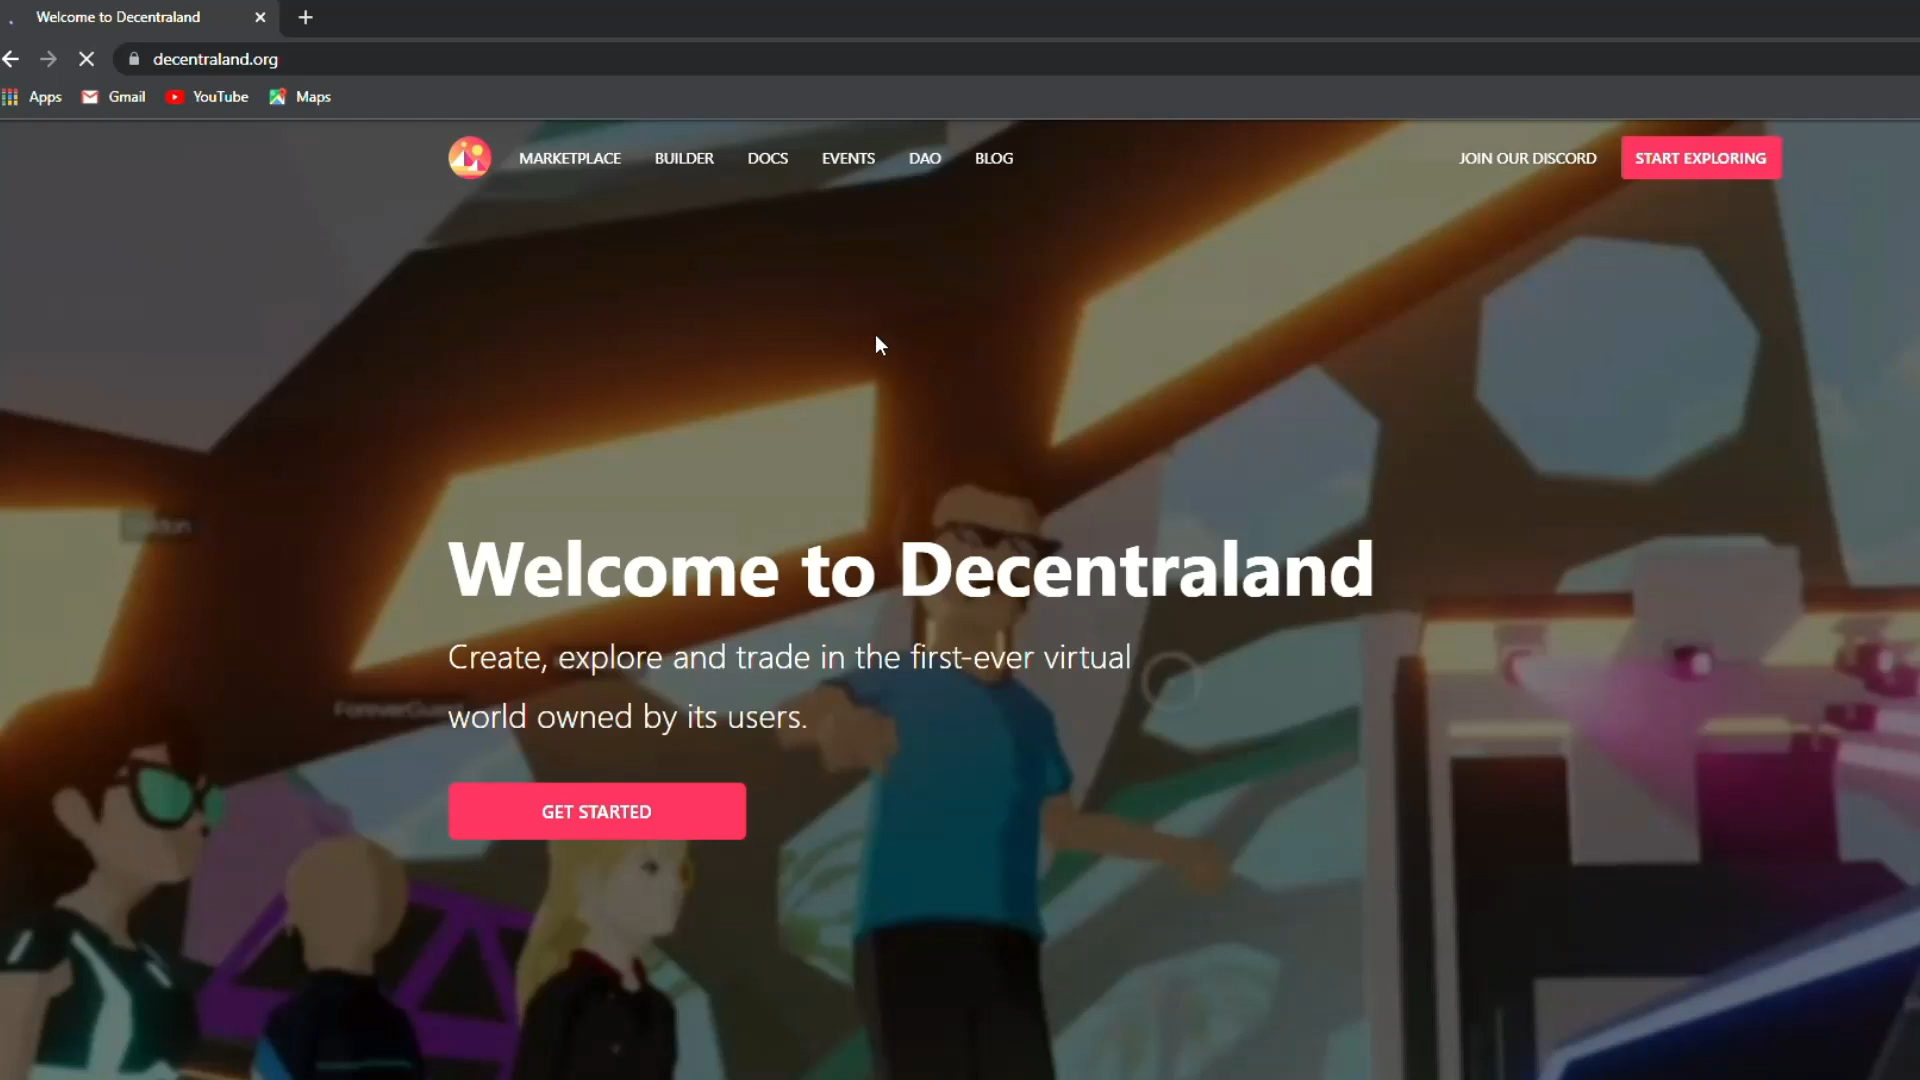 Welcome to Decentraland
decentraland.org
Apps Gmail YouTube Maps
MARKETPLACE BUILDER DOCS EVENTS DAO BLOG JOIN OUR DISCORD START EXPLORING
Welcome to Decentraland
Create, explore and trade in the first-ever virtual
world owned by its users.
GET STARTED